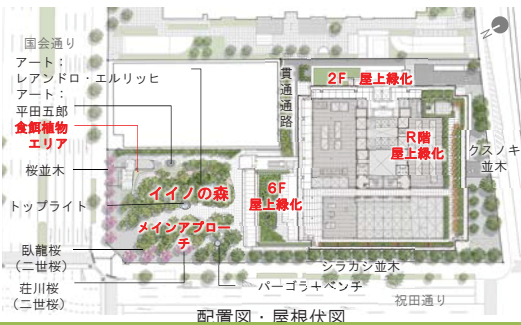 国会通り
アート：
レアンドロ・エルリッヒ
アート：
平田五郎
食餌植物
エリア
桜並木
トップライト
臥龍桜
（二世桜）
荘川桜
（二世桜）
イイノの森
メインアプロー
チ
パーゴラ＋ベンチ
貫通通路
2F 屋上緑化
R階
屋上緑化
6F
屋上緑化
クスノキ
並木
シラカシ並木
祝田通り
配置図・屋根伏図
N